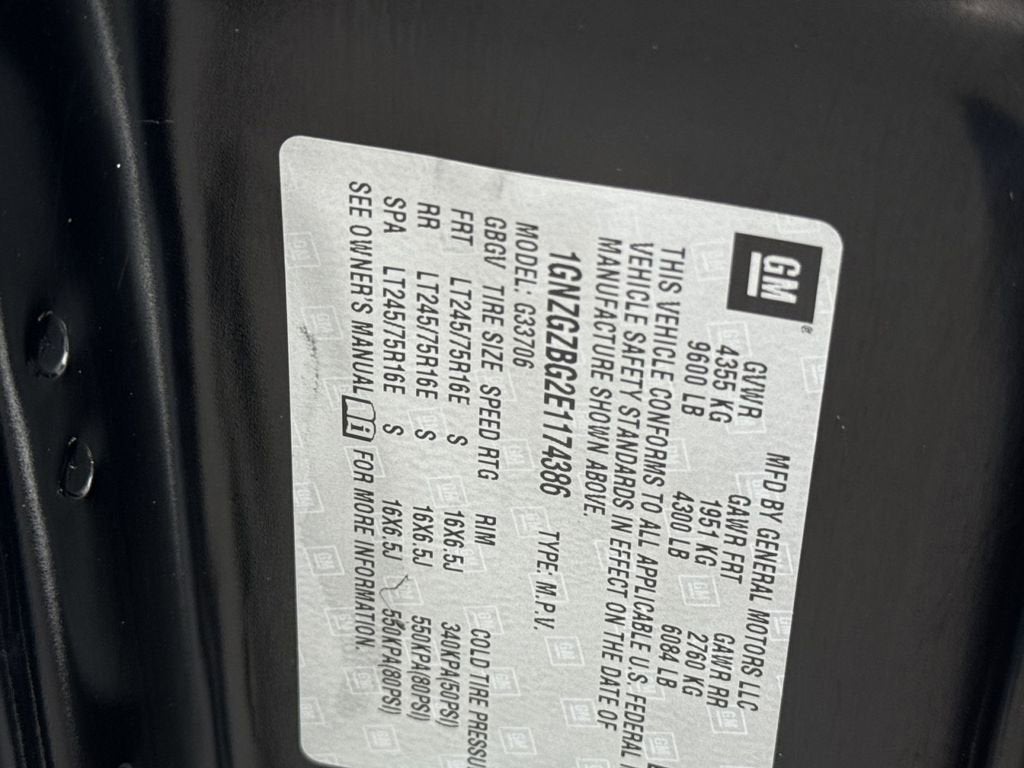 GM
MFD BY GENERAL MOTORS LLC
GVWR GAWR FRT GAWR RR
4355 KG 1951 KG 2760 KG
9600 LB 4300 LB 6084 LB
THIS VEHICLE CONFORMS TO ALL APPLICABLE U.S. FEDERAL
VEHICLE SAFETY STANDARDS IN EFFECT ON THE DATE OF
MANUFACTURE SHOWN ABOVE.
1GNZGZBG2E1174386 TYPE: M.P.V.
MODEL: G33706
GBGV TIRE SIZE SPEED RTG RIM COLD TIRE
FRT LT245/75R16E S 16X6.5J 340KPA(50PSI)
RR LT245/75R16E S 16X6.5J 550KPA(80PSI)
SPA LT245/75R16E S 16X6.5J 550KPA(80PSI)
SEE OWNER'S MANUAL i FOR MORE INFORMATION.